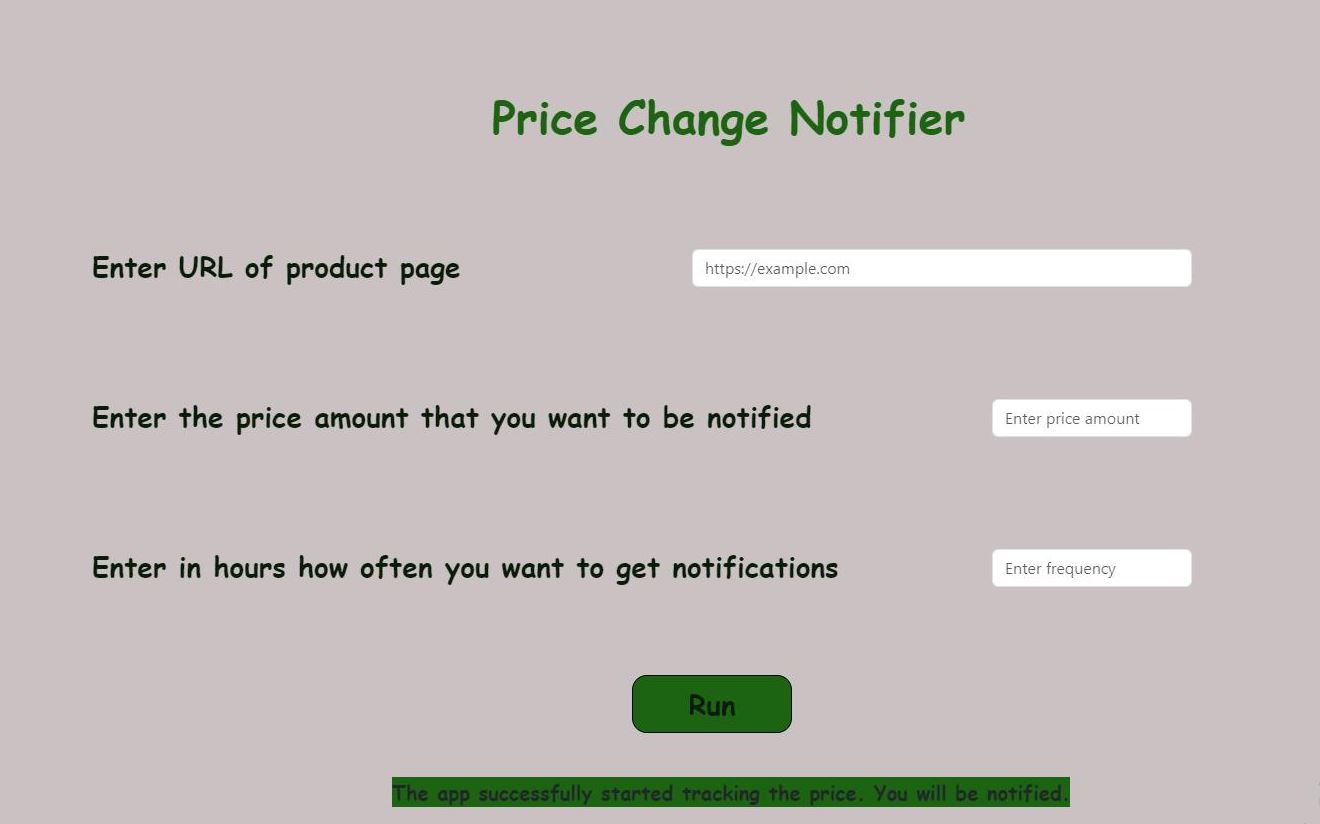 Price Change Notifier
Enter URL of product page
https://example.com
Enter the price amount that you want to be notified
Enter price amount
Enter in hours how often you want to get notifications
Enter frequency
Run
The app successfully started tracking the price. You will be notified.